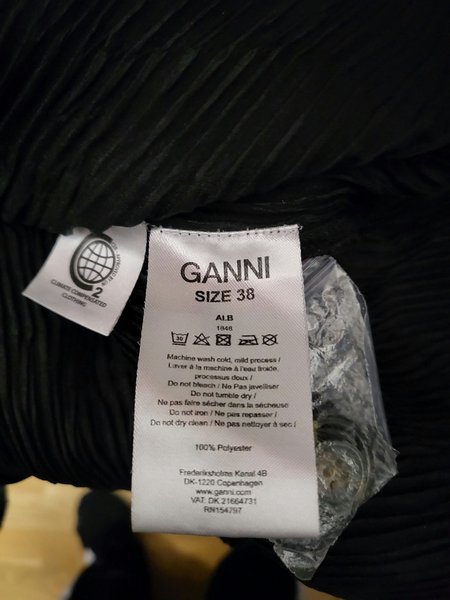 2
CLIMATE COMPENSATED
CLOTHING
GANNI
SIZE 38
ALB
1846
30
Machine wash cold, mild process /
Laver à la machine à l'eau froide,
processus doux /
Do not bleach / Ne Pas javelliser
Do not tumble dry /
Ne pas faire sécher dans la sécheuse
Do not iron / Ne pas repasser /
Do not dry clean / Ne pas nettoyer à sec /
100% Polyester
Frederiksholms Kanal 4B
DK-1220 Copenhagen
www.ganni.com
VAT. DK 21664731
RN154797